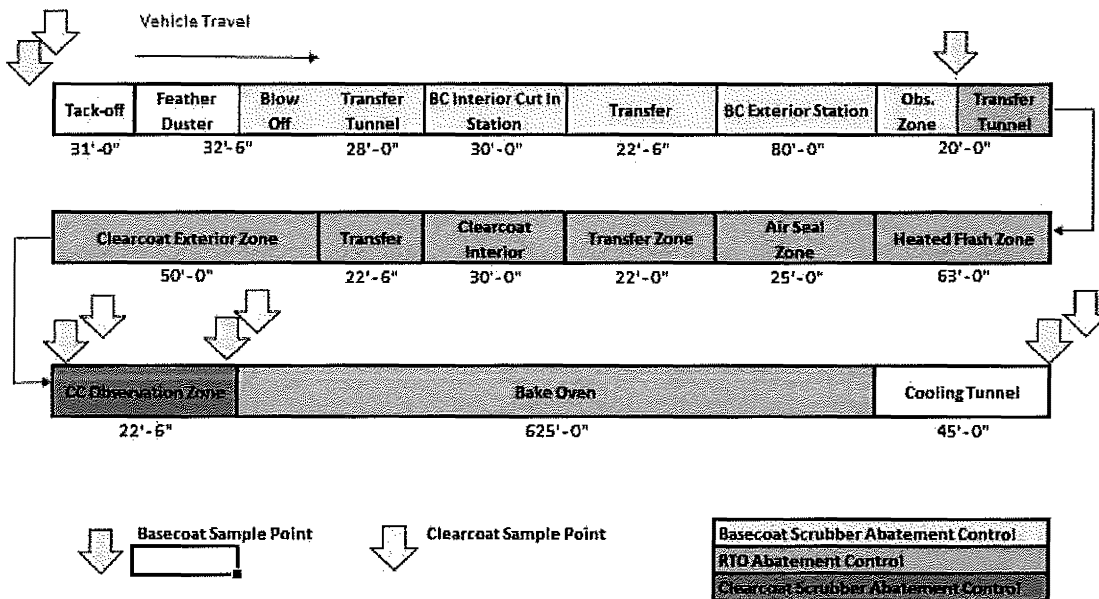 Vehicle Travel
Tack-off
Feather
Duster
Blow
Off
Transfer
Tunnel
BC Interior Cut In
Station
Transfer
BC Exterior Station
Obs.
Zone
Transfer
Tunnel
31'-0"
32'-6"
28'-0"
30'-0"
22'-6"
80'-0"
20'-0"
Clearcoat Exterior Zone
Transfer
Clearcoat
Interior
Transfer Zone
Air Seal
Zone
Heated Flash Zone
50'-0"
22'-6"
30'-0"
22'-0"
25'-0"
63'-0"
CC Observation Zone
Bake Oven
Cooling Tunnel
22'-6"
625'-0"
45'-0"
Basecoat Sample Point
Clearcoat Sample Point
Basecoat Scrubber Abatement Control
RTO Abatement Control
Clearcoat Scrubber Abatement Control